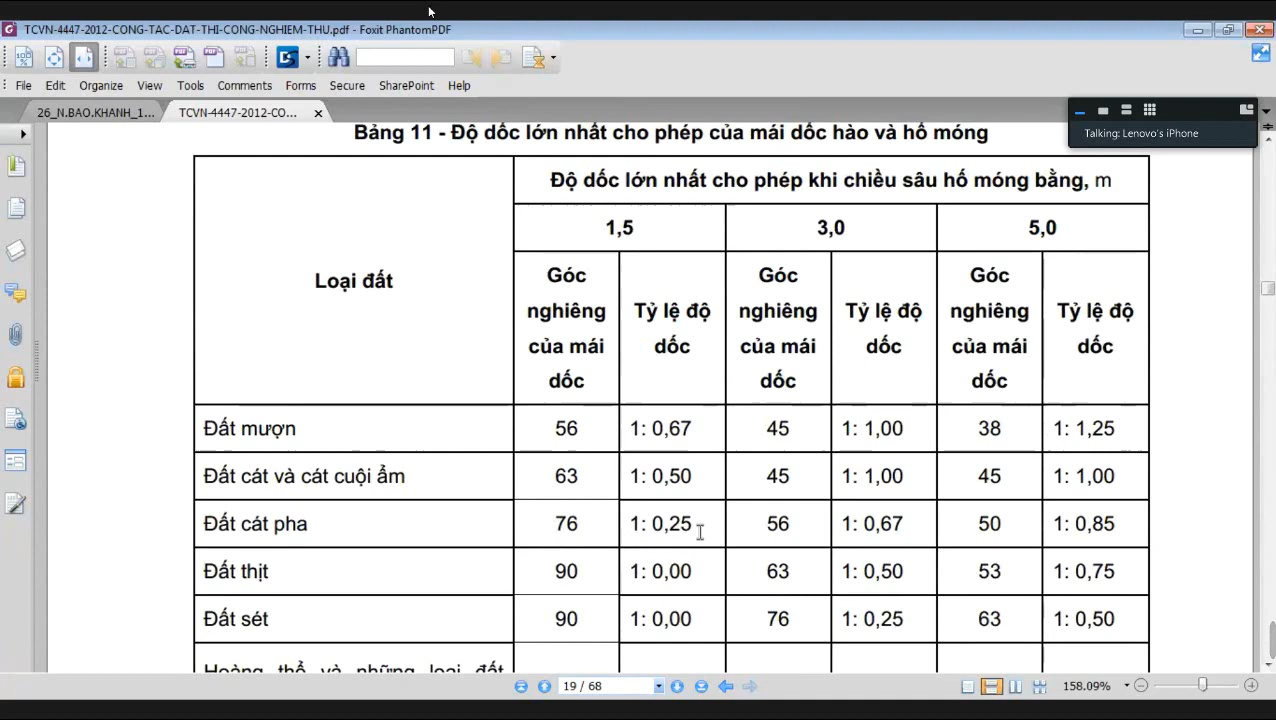 TCVN-4447-2012-CONG-TAC-DAT-THI-CONG-NGHIEM-THU.pdf - Foxit PhantomPDF
File Edit Organize View Tools Comments Forms Secure SharePoint Help
26_N.BAO.KHANH_1... TCVN-4447-2012-CO...
Talking: Lenovo's iPhone
Bảng 11 - Độ dốc lớn nhất cho phép của mái dốc hào và hố móng
Loại đất
Độ dốc lớn nhất cho phép khi chiều sâu hố móng bằng, m
1,5 3,0 5,0
Góc nghiêng của mái dốc Tỷ lệ độ dốc Góc nghiêng của mái dốc Tỷ lệ độ dốc Góc nghiêng của mái dốc Tỷ lệ độ dốc
Đất mượn 56 1: 0,67 45 1: 1,00 38 1: 1,25
Đất cát và cát cuội ẩm 63 1: 0,50 45 1: 1,00 45 1: 1,00
Đất cát pha 76 1: 0,25 56 1: 0,67 50 1: 0,85
Đất thịt 90 1: 0,00 63 1: 0,50 53 1: 0,75
Đất sét 90 1: 0,00 76 1: 0,25 63 1: 0,50
Hoàng thổ và những loại đất
19 / 68 158.09%